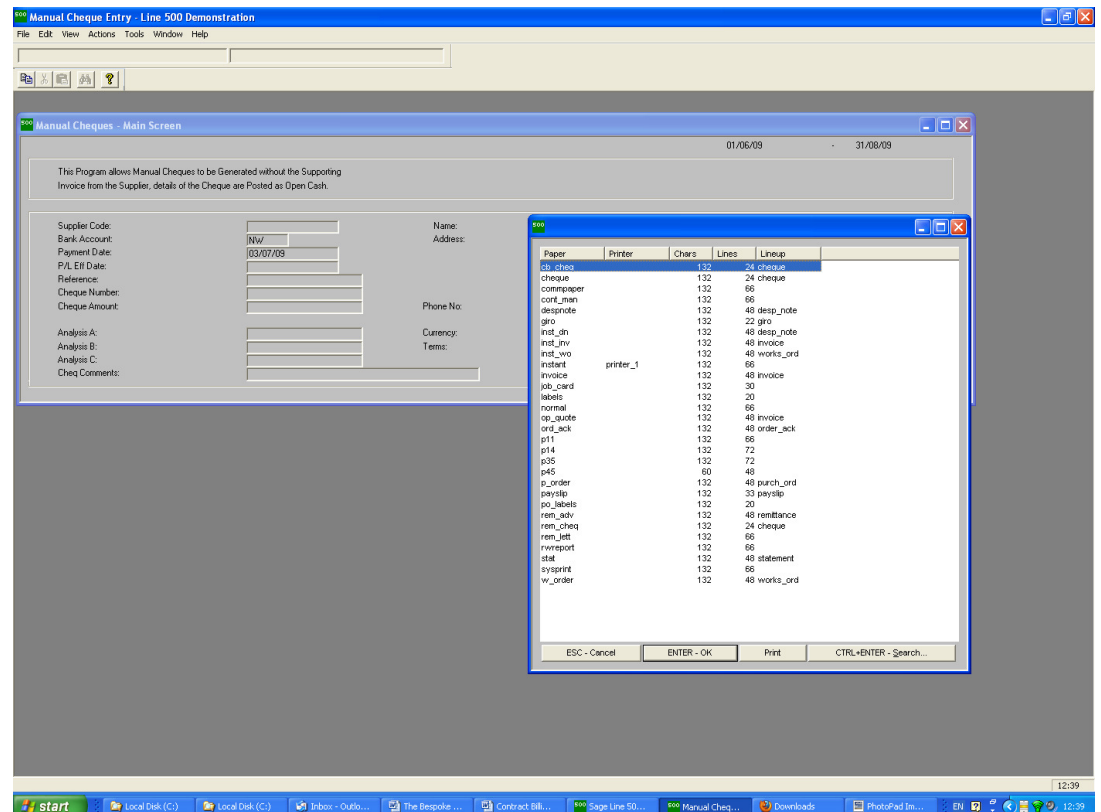 500 Manual Cheque Entry - Line 500 Demonstration
File Edit View Actions Tools Window Help
500 Manual Cheques - Main Screen
01/06/09 - 31/08/09
This Program allows Manual Cheques to be Generated without the Supporting
Invoice from the Supplier, details of the Cheque are Posted as Open Cash.
Supplier Code: Name:
Bank Account: NW Address:
Payment Date: 03/07/09
P/L Eff Date:
Reference:
Cheque Number:
Cheque Amount: Phone No:
Analysis A: Currency:
Analysis B: Terms:
Analysis C:
Cheq Comments:
500
Paper Printer Chars Lines Lineup
cb_cheq 132 24 cheque
cheque 132 24 cheque
commpaper 132 66
cont_man 132 66
despnote 132 48 desp_note
giro 132 22 giro
inst_dn 132 48 desp_note
inst_inv 132 48 invoice
inst_wo 132 48 works_ord
instant printer_1 132 66
invoice 132 48 invoice
job_card 132 30
labels 132 20
normal 132 66
op_quote 132 48 invoice
ord_ack 132 48 order_ack
p11 132 66
p14 132 72
p35 132 72
p45 60 48
p_order 132 48 purch_ord
payslip 132 33 payslip
po_labels 132 20
rem_adv 132 48 remittance
rem_cheq 132 24 cheque
rem_lett 132 66
rwreport 132 66
stat 132 48 statement
sysprint 132 66
w_order 132 48 works_ord
ESC - Cancel ENTER - OK Print CTRL+ENTER - Search...
12:39
start Local Disk (C:) Local Disk (C:) Inbox - Outlo... The Bespoke ... Contract Billi... 500 Sage Line 50... 500 Manual Cheq... Downloads PhotoPad Im... EN 12:39